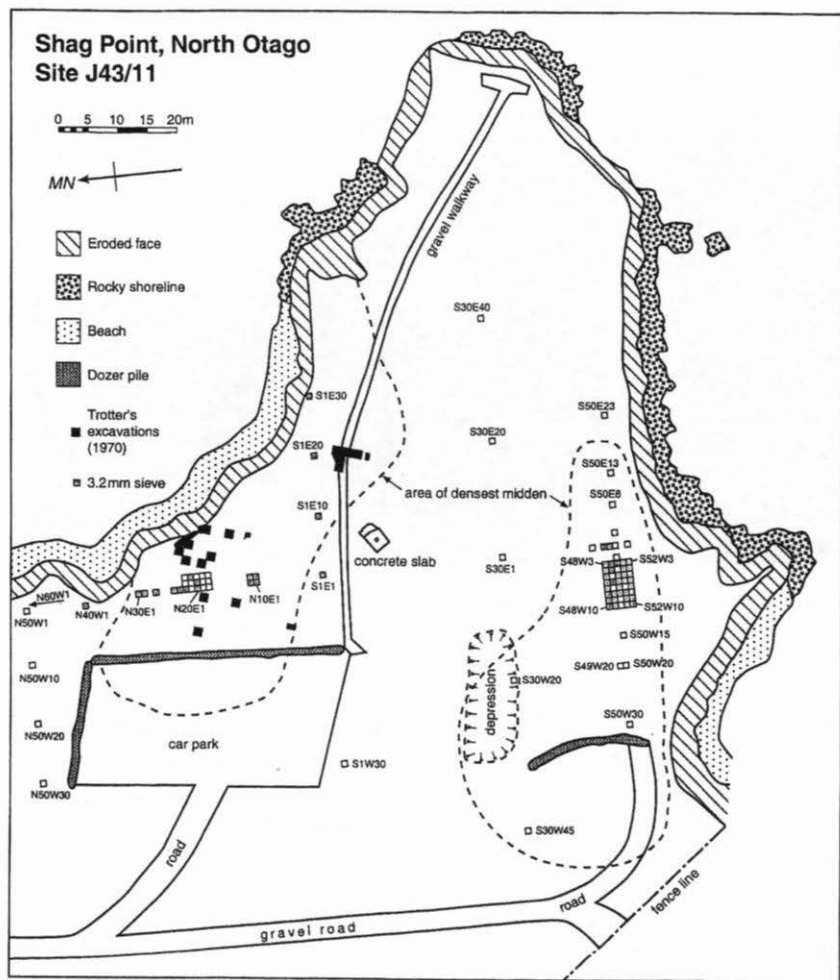 Shag Point, North Otago
Site J43/11
0 5 10 15 20m
MN
Eroded face
Rocky shoreline
Beach
Dozer pile
Trotter's
excavations
(1970)
3.2mm sieve
gravel walkway
S30E40
S1E30
S50E23
S30E20
S1E20
S50E13
area of densest midden
S50E8
S1E10
concrete slab
S30E1
S48W3
S52W3
S1E1
N10E1
N20E1
N30E1
N60W1
N40W1
N50W1
S48W10
S52W10
S50W15
N50W10
S49W20
S50W20
S30W20
depression
N50W20
S50W30
car park
S1W30
N50W30
S30W45
road
road
fence line
gravel road